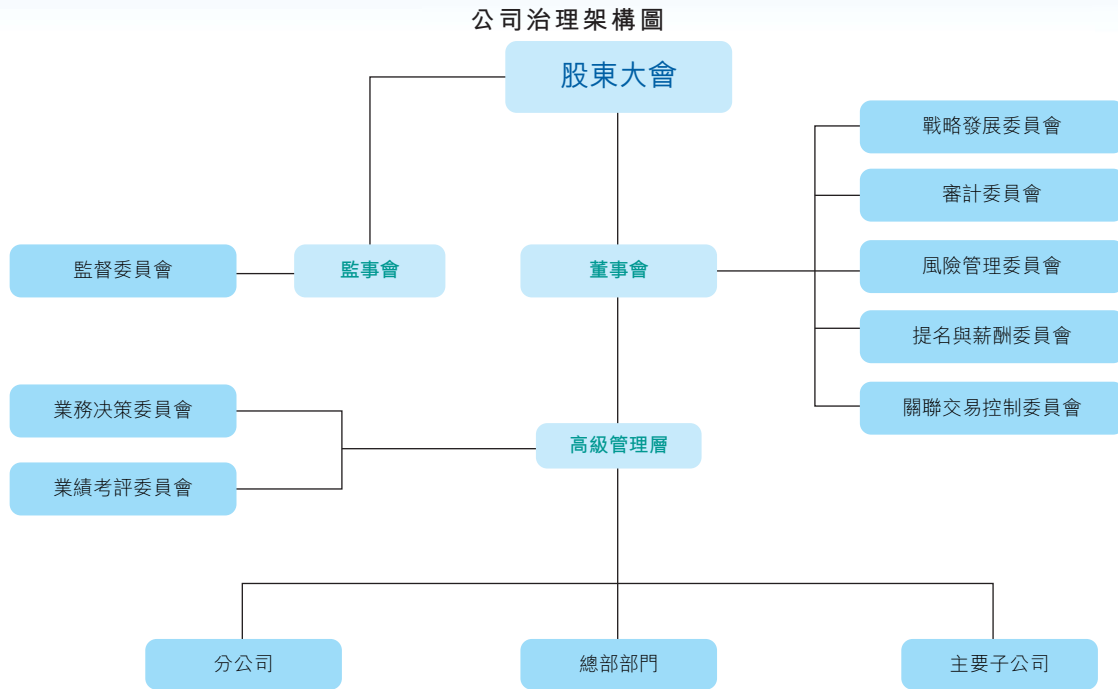 公司治理架構圖
股東大會
戰略發展委員會
審計委員會
監督委員會
監事會
董事會
風險管理委員會
提名與薪酬委員會
業務決策委員會
關聯交易控制委員會
高級管理層
業績考評委員會
分公司
總部部門
主要子公司